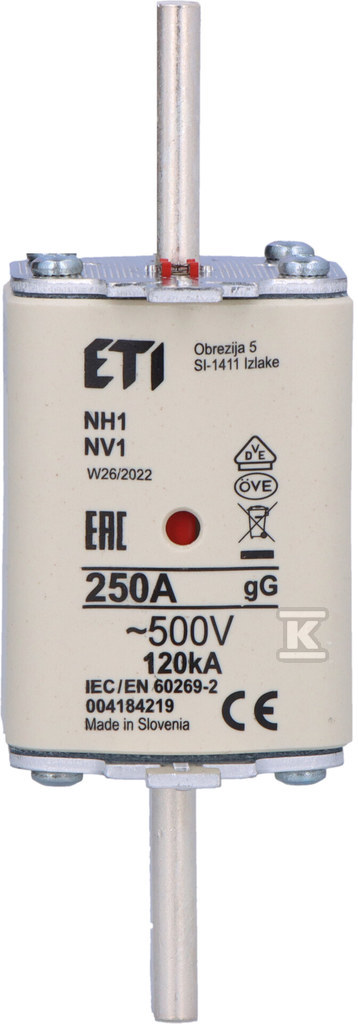 ETI
Obrezija 5
SI-1411 Izlake
NH1
NV1
W26/2022
VDE
ÖVE
EAC
250A gG
~500V
120kA
IEC/EN 60269-2
004184219
Made in Slovenia
CE
K